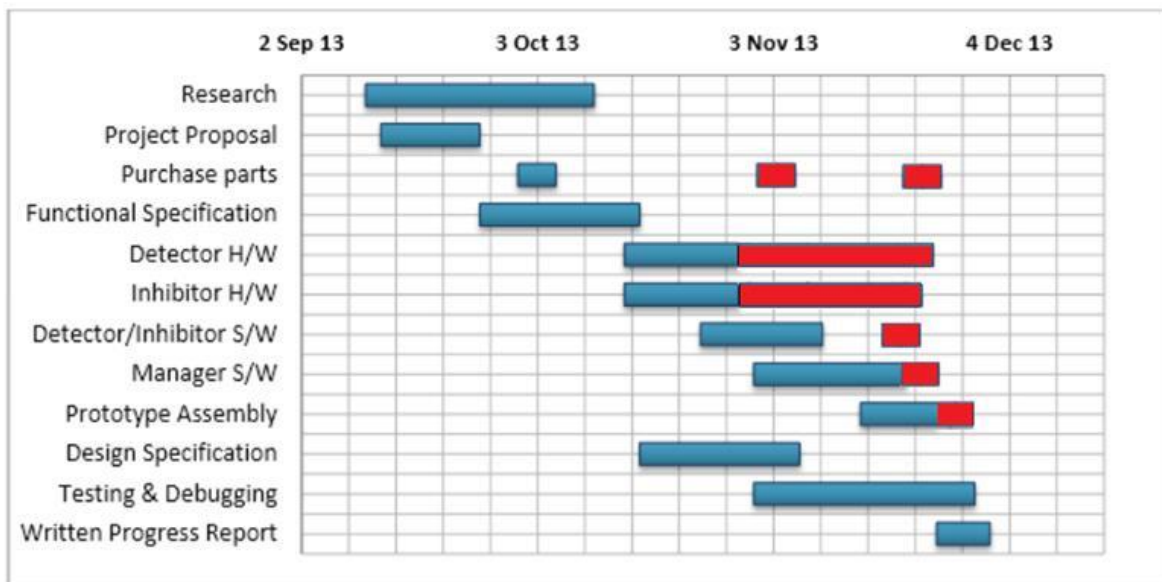 2 Sep 13 3 Oct 13 3 Nov 13 4 Dec 13
Research
Project Proposal
Purchase parts
Functional Specification
Detector H/W
Inhibitor H/W
Detector/Inhibitor S/W
Manager S/W
Prototype Assembly
Design Specification
Testing & Debugging
Written Progress Report